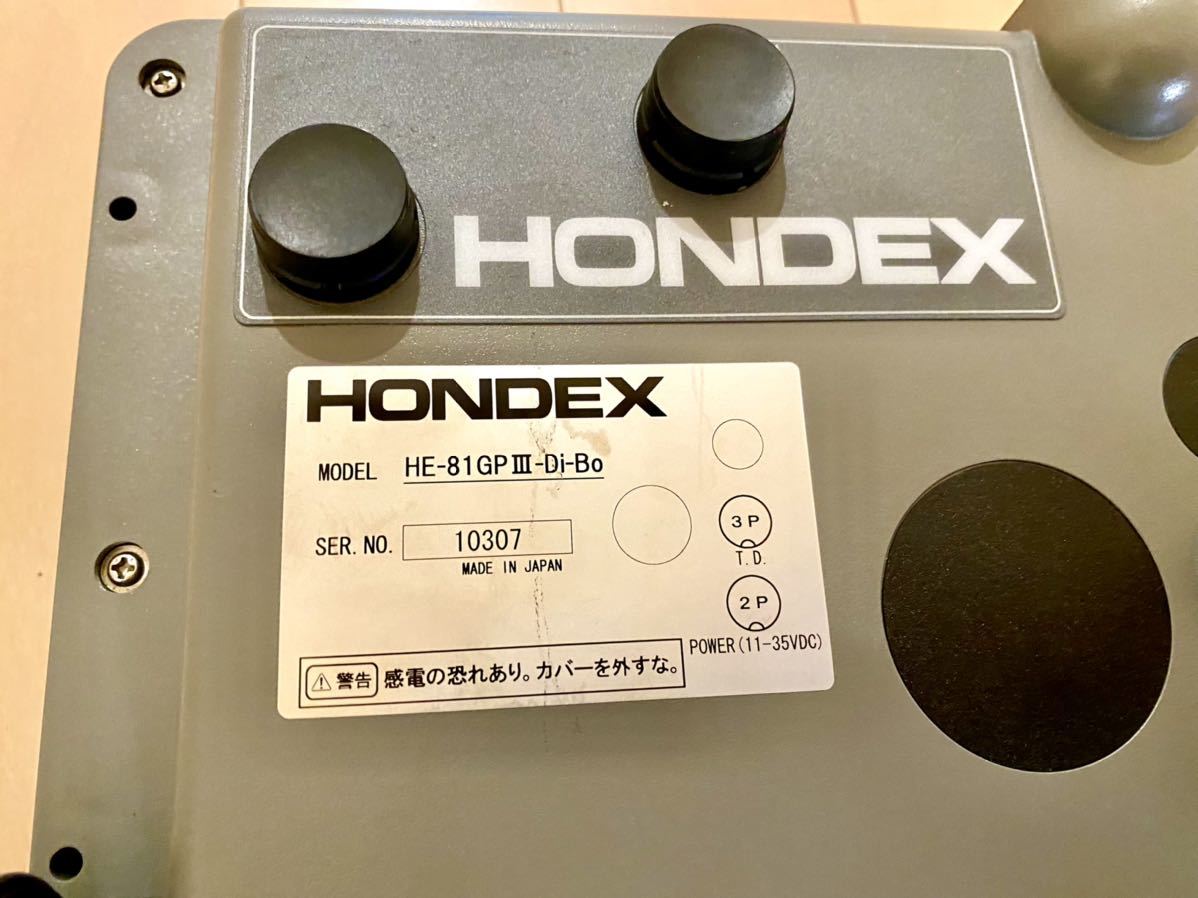 HONDEX
HONDEX
MODEL HE-81GPⅢ-Di-Bo
SER. NO. 10307
MADE IN JAPAN
3P
T.D.
2P
POWER(11-35VDC)
⚠警告 感電の恐れあり。カバーを外すな。